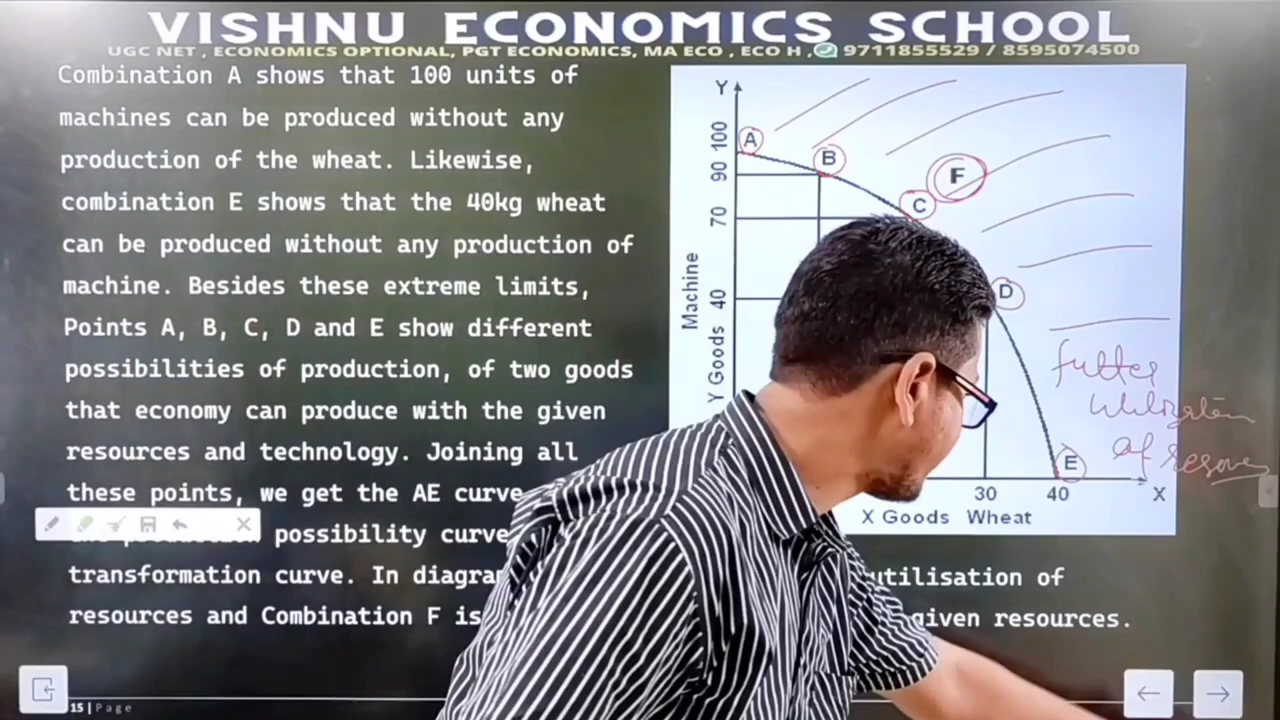 VISHNU ECONOMICS SCHOOL
UGC NET , ECONOMICS OPTIONAL, PGT ECONOMICS, MA ECO , ECO H , 9711855529 / 8595074500
Combination A shows that 100 units of
machines can be produced without any
production of the wheat. Likewise,
combination E shows that the 40kg wheat
can be produced without any production of
machine. Besides these extreme limits,
Points A, B, C, D and E show different
possibilities of production, of two goods
that economy can produce with the given
resources and technology. Joining all
these points, we get the AE curve
possibility curve
transformation curve. In diagra
utilisation of
resources and Combination F is
given resources.
Y
100
90
70
40
Y Goods Machine
A
B
C
F
D
E
30 40 X
X Goods Wheat
of
15 | Page